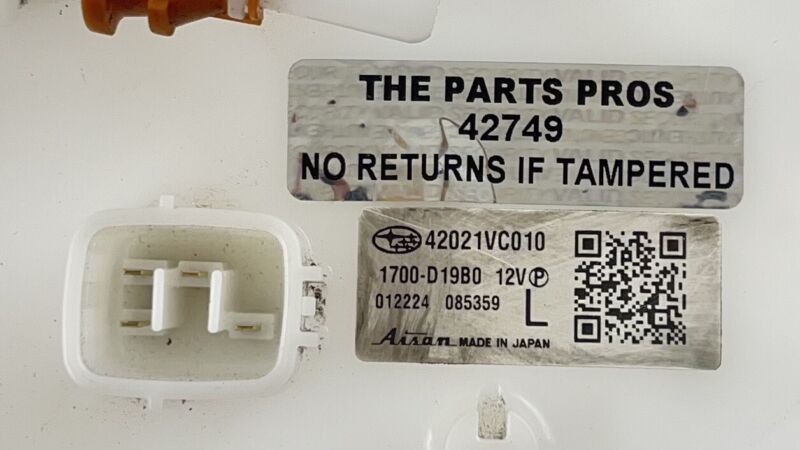 THE PARTS PROS
42749
NO RETURNS IF TAMPERED
42021VC010
1700-D19B0 12V P
012224 085359 L
Aisan MADE IN JAPAN